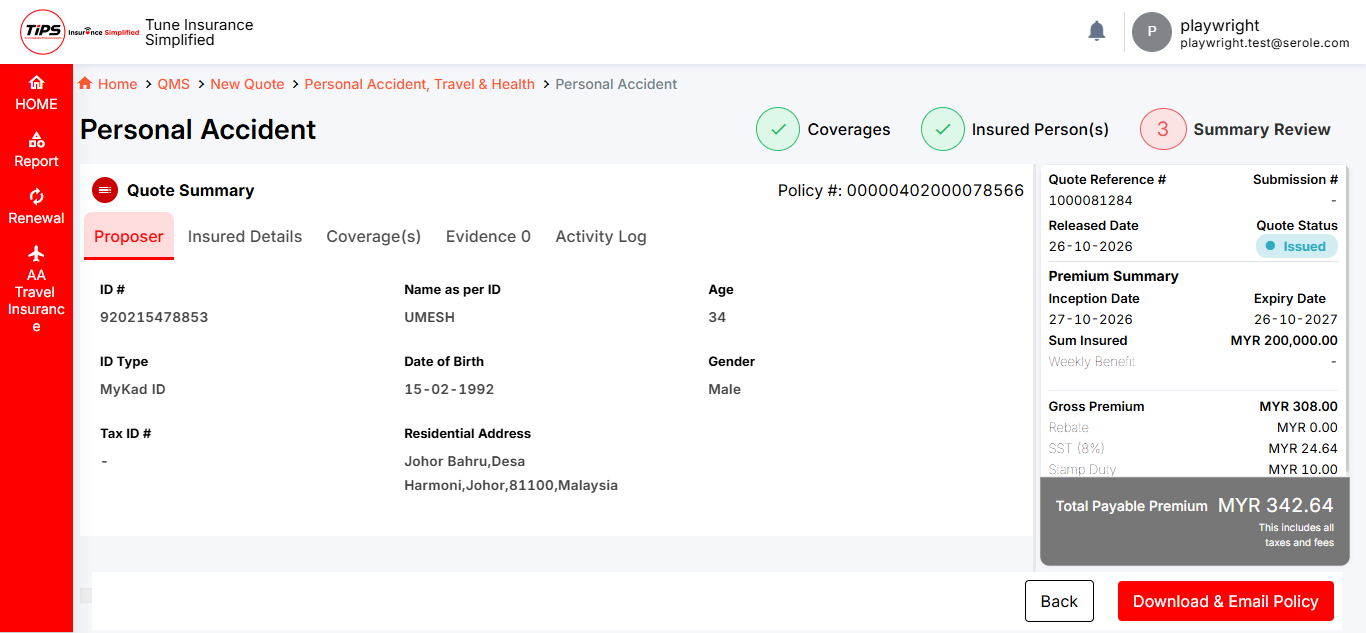 TiPS Insurance Simplified
Tune Insurance
Simplified
P
playwright
playwright.test@serole.com
HOME
Report
Renewal
AA
Travel
Insuranc
e
Home > QMS > New Quote > Personal Accident, Travel & Health > Personal Accident
Personal Accident
Coverages
Insured Person(s)
3 Summary Review
Quote Summary
Policy #: 00000402000078566
Proposer Insured Details Coverage(s) Evidence 0 Activity Log
ID # Name as per ID Age
920215478853 UMESH 34
ID Type Date of Birth Gender
MyKad ID 15-02-1992 Male
Tax ID # Residential Address
- Johor Bahru,Desa
Harmoni,Johor,81100,Malaysia
Quote Reference # Submission #
1000081284 -
Released Date Quote Status
26-10-2026 Issued
Premium Summary
Inception Date Expiry Date
27-10-2026 26-10-2027
Sum Insured MYR 200,000.00
Weekly Benefit -
Gross Premium MYR 308.00
Rebate MYR 0.00
SST (8%) MYR 24.64
Stamp Duty MYR 10.00
Total Payable Premium MYR 342.64
This includes all
taxes and fees
Back
Download & Email Policy